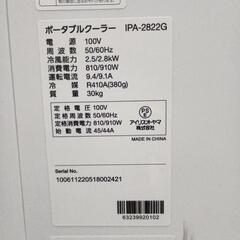 ポータブルクーラー IPA-2822G
電源 100V
周波数 50/60Hz
冷風能力 2.5/2.8kW
消費電力 810/910W
運転電流 9.4/9.1A
冷媒 R410A(380g)
質量 30kg
定格電圧 100V
定格周波数 50/60Hz
定格消費電力 810/910W
始動電流 45/44A
PS E
アイリスオーヤマ
株式会社
MADE IN CHINA
Serial No.
100611220518002421
63239920102